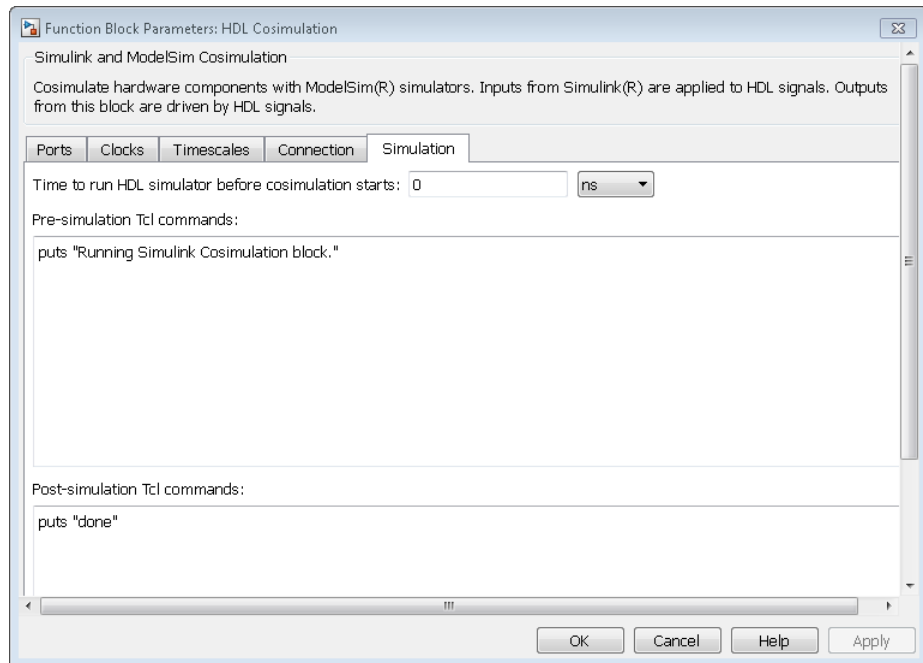 Function Block Parameters: HDL Cosimulation
Simulink and ModelSim Cosimulation
Cosimulate hardware components with ModelSim(R) simulators. Inputs from Simulink(R) are applied to HDL signals. Outputs
from this block are driven by HDL signals.
Ports Clocks Timescales Connection Simulation
Time to run HDL simulator before cosimulation starts: 0 ns
Pre-simulation Tcl commands:
puts "Running Simulink Cosimulation block."
Post-simulation Tcl commands:
puts "done"
OK Cancel Help Apply